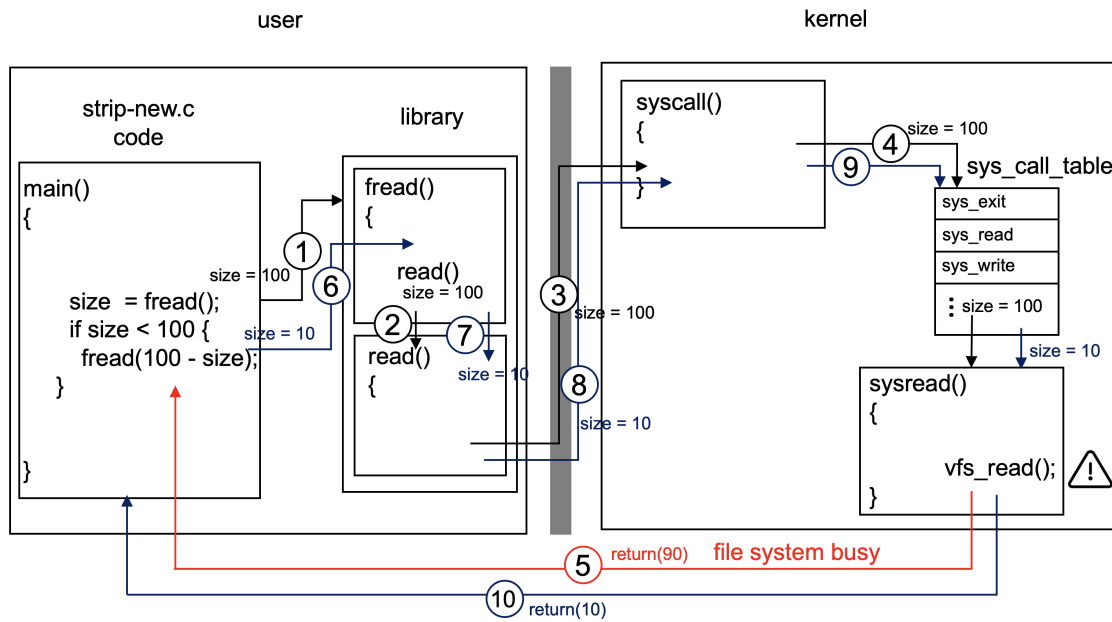 user
kernel
strip-new.c
code
library
main()
{
size = fread();
if size < 100 {
fread(100 - size);
}
}
size = 100
1
6
size = 10
fread()
{
read()
size = 100
2
7
read()
size = 10
{
3
size = 100
8
size = 10
syscall()
{
}
4
size = 100
9
sys_call_table
sys_exit
sys_read
sys_write
⋮ size = 100
size = 10
sysread()
{
vfs_read();
}
!
5
return(90) file system busy
10
return(10)